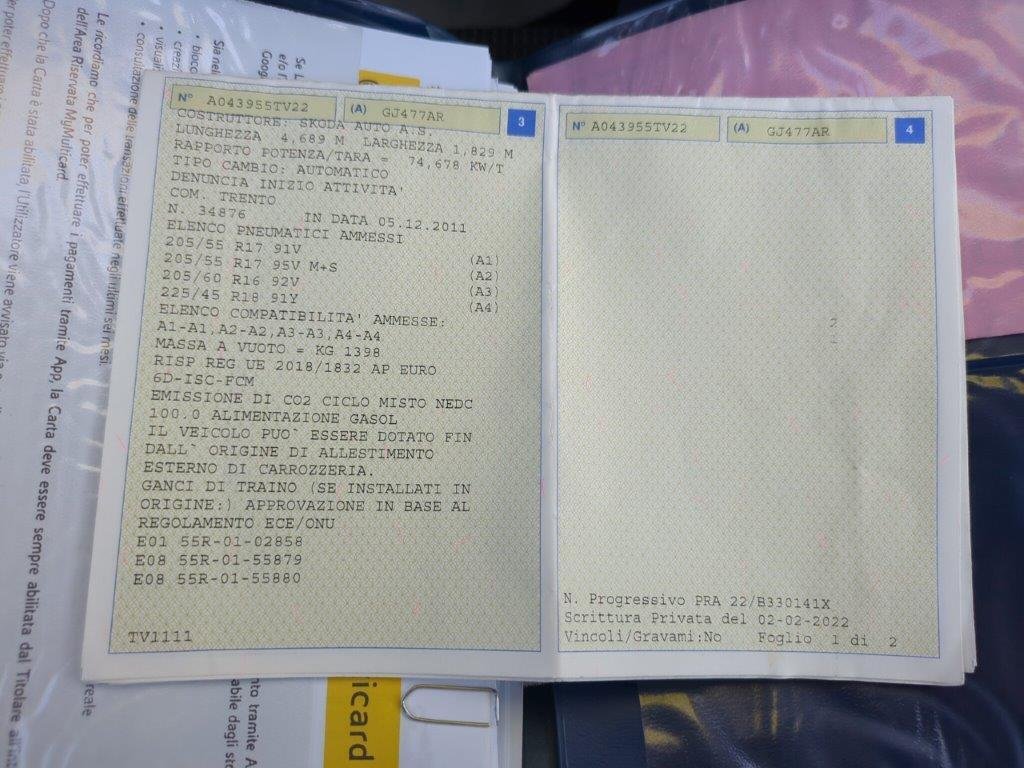 Le ricordiamo che per poter effettuare i pagamenti tramite App, la Carta deve essere sempre abilitata dal Titolare
dell'Area Riservata MyMulticard.
N° A043955TV22
(A) GJ477AR
3
COSTRUTTORE: SKODA AUTO A.S.
LUNGHEZZA 4,689 M LARGHEZZA 1,829 M
RAPPORTO POTENZA/TARA = 74,678 KW/T
TIPO CAMBIO: AUTOMATICO
DENUNCIA INIZIO ATTIVITA'
COM. TRENTO
N. 34876 IN DATA 05.12.2011
ELENCO PNEUMATICI AMMESSI
205/55 R17 91V (A1)
205/55 R17 95V M+S (A2)
205/60 R16 92V (A3)
225/45 R18 91Y (A4)
ELENCO COMPATIBILITA' AMMESSE:
A1-A1,A2-A2,A3-A3,A4-A4
MASSA A VUOTO = KG 1398
RISP REG UE 2018/1832 AP EURO
6D-ISC-FCM
EMISSIONE DI CO2 CICLO MISTO NEDC
100.0 ALIMENTAZIONE GASOL
IL VEICOLO PUO` ESSERE DOTATO FIN
DALL` ORIGINE DI ALLESTIMENTO
ESTERNO DI CARROZZERIA.
GANCI DI TRAINO (SE INSTALLATI IN
ORIGINE:) APPROVAZIONE IN BASE AL
REGOLAMENTO ECE/ONU
E01 55R-01-02858
E08 55R-01-55879
E08 55R-01-55880
TV1111
N° A043955TV22
(A) GJ477AR
4
N. Progressivo PRA 22/B330141X
Scrittura Privata del 02-02-2022
Vincoli/Gravami:No Foglio 1 di 2
icard